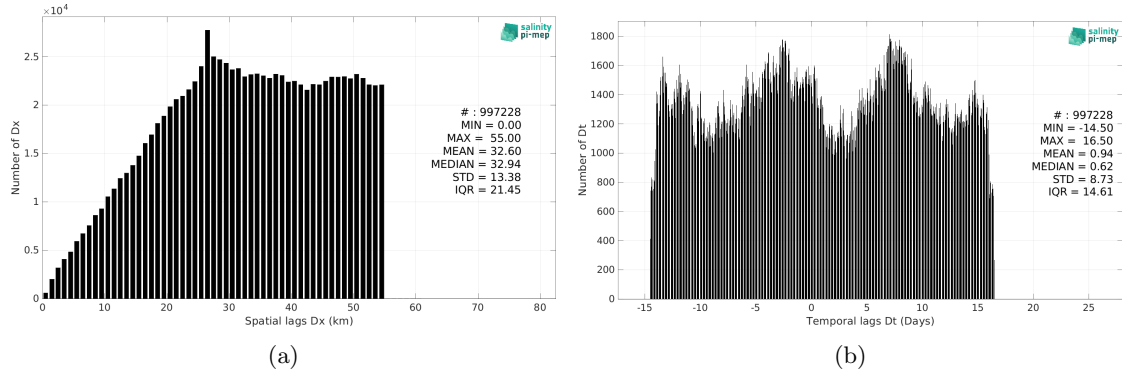 ×10⁴
2.5
2
1.5
1
0.5
0
Number of Dx
0 10 20 30 40 50 60 70 80
Spatial lags Dx (km)
salinity
pi-mep
# : 997228
MIN = 0.00
MAX = 55.00
MEAN = 32.60
MEDIAN = 32.94
STD = 13.38
IQR = 21.45
(a)
1800
1600
1400
1200
1000
800
600
400
200
0
Number of Dt
-15 -10 -5 0 5 10 15 20 25
Temporal lags Dt (Days)
salinity
pi-mep
# : 997228
MIN = -14.50
MAX = 16.50
MEAN = 0.94
MEDIAN = 0.62
STD = 8.73
IQR = 14.61
(b)